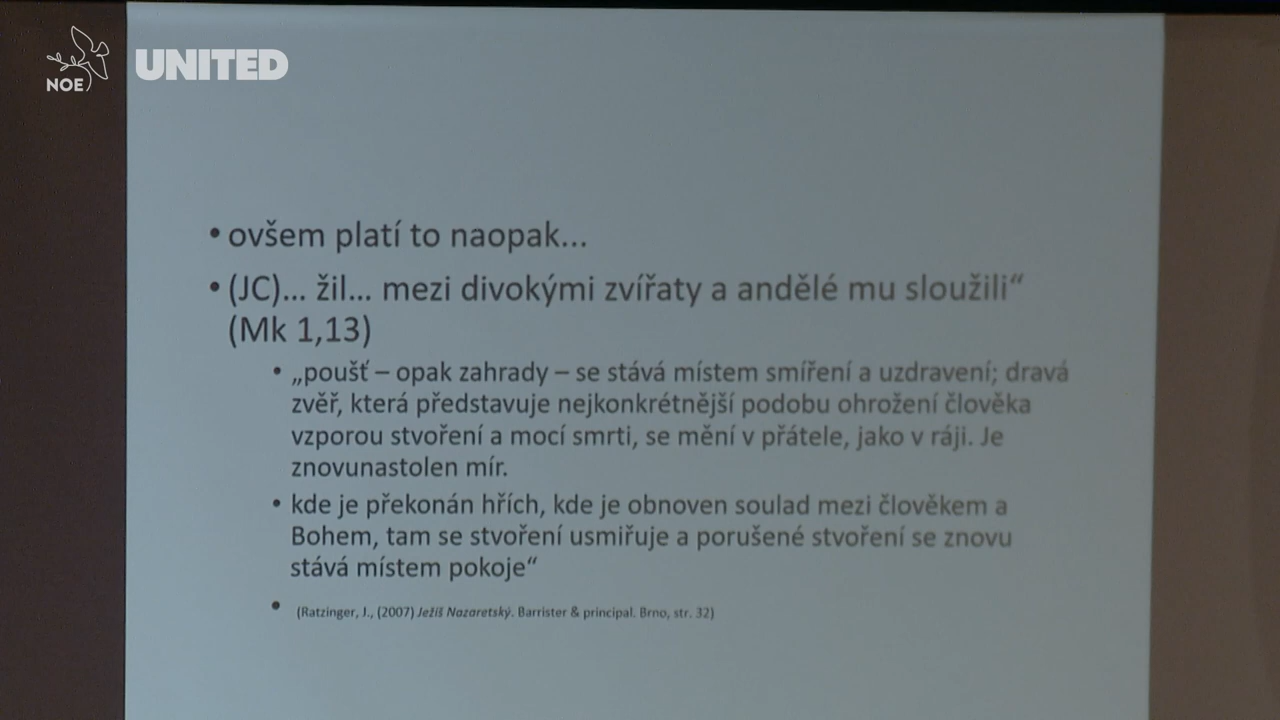 NOE
UNITED
• ovšem platí to naopak...
• (JC)... žil... mezi divokými zvířaty a andělé mu sloužili“
(Mk 1,13)
• „poušť – opak zahrady – se stává místem smíření a uzdravení; dravá
zvěř, která představuje nejkonkrétnější podobu ohrožení člověka
vzporou stvoření a mocí smrti, se mění v přátele, jako v ráji. Je
znovunastolen mír.
• kde je překonán hřích, kde je obnoven soulad mezi člověkem a
Bohem, tam se stvoření usmiřuje a porušené stvoření se znovu
stává místem pokoje“
• (Ratzinger, J., (2007) Ježíš Nazaretský. Barrister & principal. Brno, str. 32)